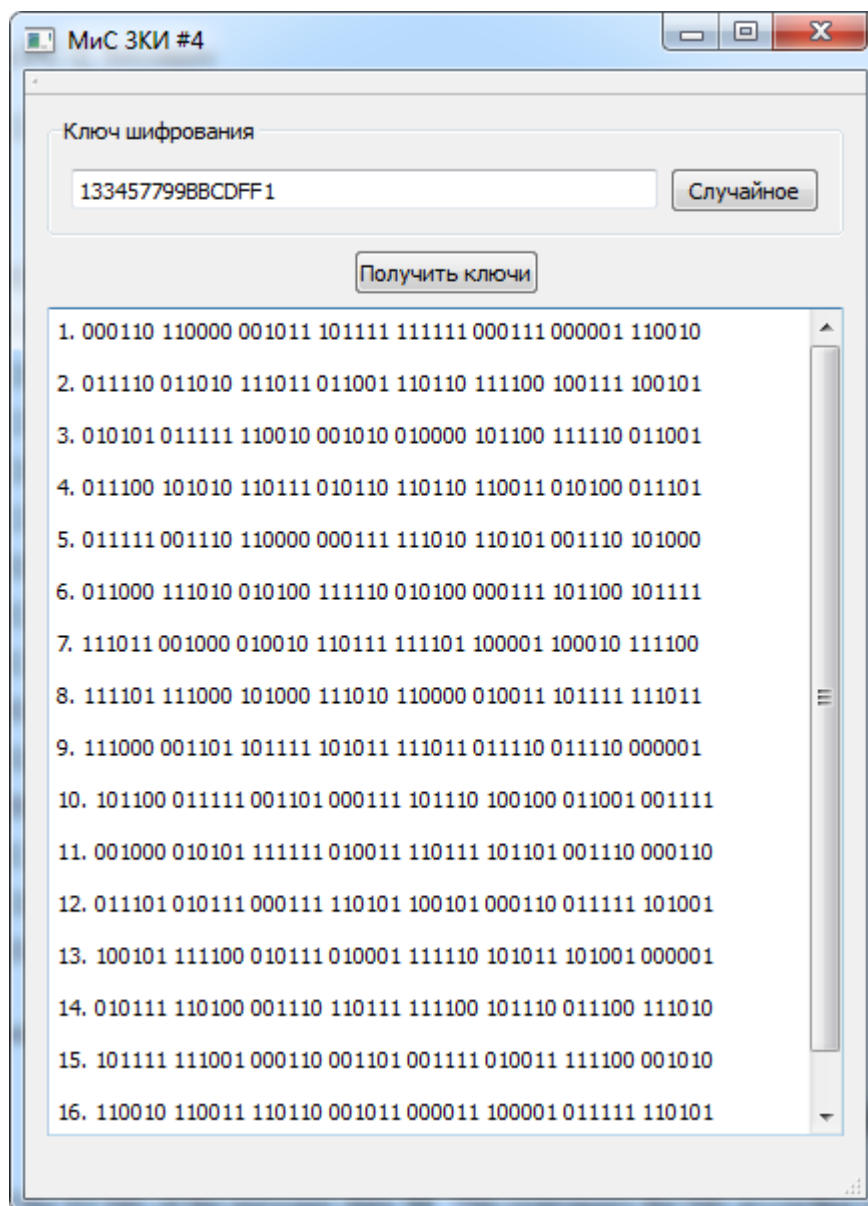 МиС ЗКИ #4
Ключ шифрования
133457799BBCDFF1 Случайное
Получить ключи
1. 000110 110000 001011 101111 111111 000111 000001 110010
2. 011110 011010 111011 011001 110110 111100 100111 100101
3. 010101 011111 110010 001010 010000 101100 111110 011001
4. 011100 101010 110111 010110 110110 110011 010100 011101
5. 011111 001110 110000 000111 111010 110101 001110 101000
6. 011000 111010 010100 111110 010100 000111 101100 101111
7. 111011 001000 010010 110111 111101 100001 100010 111100
8. 111101 111000 101000 111010 110000 010011 101111 111011
9. 111000 001101 101111 101011 111011 011110 011110 000001
10. 101100 011111 001101 000111 101110 100100 011001 001111
11. 001000 010101 111111 010011 110111 101101 001110 000110
12. 011101 010111 000111 110101 100101 000110 011111 101001
13. 100101 111100 010111 010001 111110 101011 101001 000001
14. 010111 110100 001110 110111 111100 101110 011100 111010
15. 101111 111001 000110 001101 001111 010011 111100 001010
16. 110010 110011 110110 001011 000011 100001 011111 110101